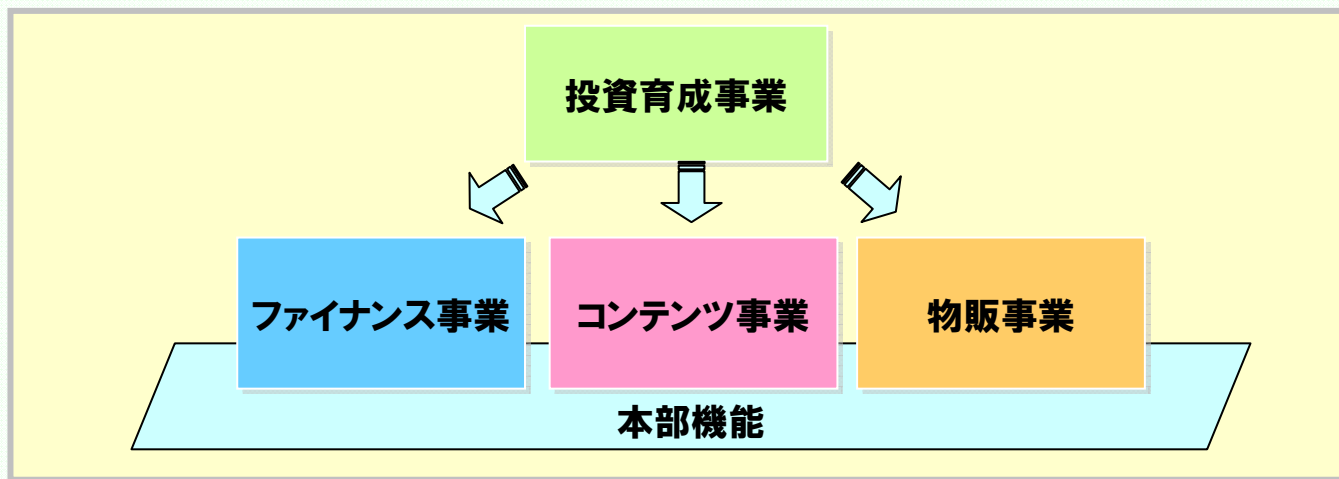 投資育成事業
ファイナンス事業
コンテンツ事業
物販事業
本部機能